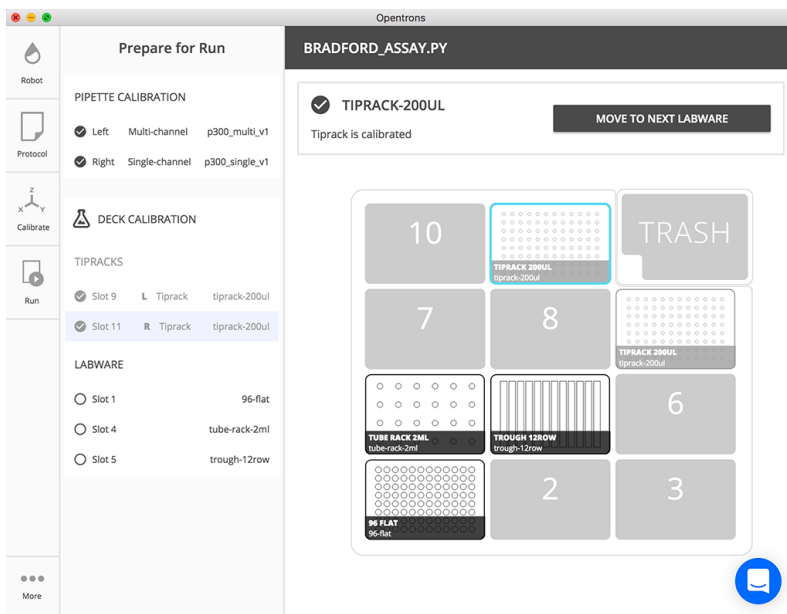 Opentrons
Robot
Protocol
Z
X Y
Calibrate
Run
More
Prepare for Run
PIPETTE CALIBRATION
Left Multi-channel p300_multi_v1
Right Single-channel p300_single_v1
DECK CALIBRATION
TIPRACKS
Slot 9 L Tiprack tiprack-200ul
Slot 11 R Tiprack tiprack-200ul
LABWARE
Slot 1 96-flat
Slot 4 tube-rack-2ml
Slot 5 trough-12row
BRADFORD_ASSAY.PY
TIPRACK-200UL
Tiprack is calibrated
MOVE TO NEXT LABWARE
10
TIPRACK 200UL
tiprack-200ul
TRASH
7
8
TIPRACK 200UL
tiprack-200ul
TUBE RACK 2ML
tube-rack-2ml
TROUGH 12ROW
trough-12row
6
96 FLAT
96-flat
2
3